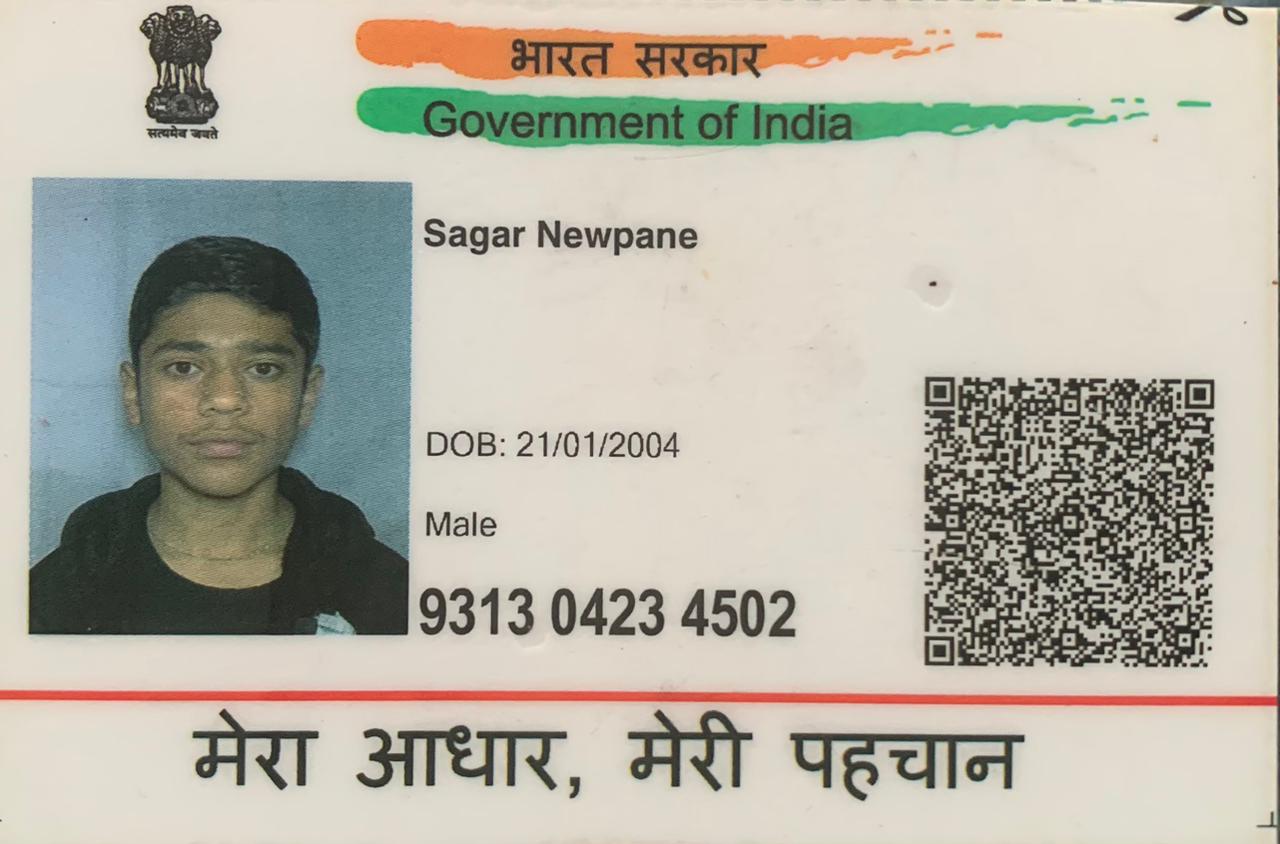 सत्यमेव जयते
भारत सरकार
Government of India
Sagar Newpane
DOB: 21/01/2004
Male
9313 0423 4502
मेरा आधार, मेरी पहचान